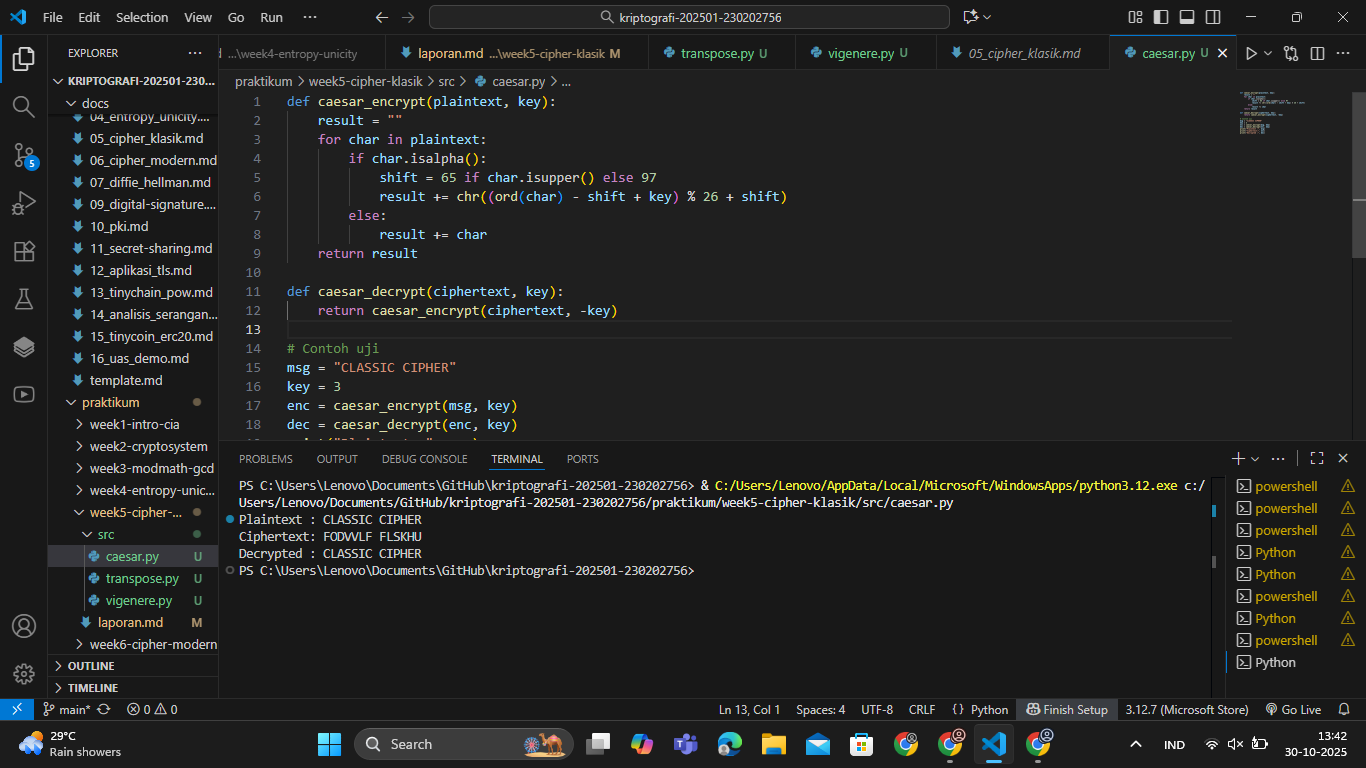 File Edit Selection View Go Run ··· kriptografi-202501-230202756
EXPLORER ···
...\week4-entropy-unicity laporan.md ...\week5-cipher-klasik M transpose.py U vigenere.py U 05_cipher_klasik.md caesar.py U
KRIPTOGRAFI-202501-230...
docs
04_entropy_unicity....
05_cipher_klasik.md
06_cipher_modern.md
07_diffie_hellman.md
09_digital-signature....
10_pki.md
11_secret-sharing.md
12_aplikasi_tls.md
13_tinychain_pow.md
14_analisis_serangan...
15_tinycoin_erc20.md
16_uas_demo.md
template.md
praktikum
week1-intro-cia
week2-cryptosystem
week3-modmath-gcd
week4-entropy-unic...
week5-cipher-...
src
caesar.py U
transpose.py U
vigenere.py U
laporan.md M
week6-cipher-modern
OUTLINE
TIMELINE
5
praktikum > week5-cipher-klasik > src > caesar.py > ...
1 def caesar_encrypt(plaintext, key):
2 result = ""
3 for char in plaintext:
4 if char.isalpha():
5 shift = 65 if char.isupper() else 97
6 result += chr((ord(char) - shift + key) % 26 + shift)
7 else:
8 result += char
9 return result
10
11 def caesar_decrypt(ciphertext, key):
12 return caesar_encrypt(ciphertext, -key)
13
14 # Contoh uji
15 msg = "CLASSIC CIPHER"
16 key = 3
17 enc = caesar_encrypt(msg, key)
18 dec = caesar_decrypt(enc, key)
PROBLEMS OUTPUT DEBUG CONSOLE TERMINAL PORTS
PS C:\Users\Lenovo\Documents\GitHub\kriptografi-202501-230202756> & C:/Users/Lenovo/AppData/Local/Microsoft/WindowsApps/python3.12.exe c:/
Users/Lenovo/Documents/GitHub/kriptografi-202501-230202756/praktikum/week5-cipher-klasik/src/caesar.py
Plaintext : CLASSIC CIPHER
Ciphertext: FODVVLF FLSKHU
Decrypted : CLASSIC CIPHER
PS C:\Users\Lenovo\Documents\GitHub\kriptografi-202501-230202756>
powershell
powershell
powershell
Python
Python
powershell
Python
powershell
Python
main* 0 0 Ln 13, Col 1 Spaces: 4 UTF-8 CRLF {} Python Finish Setup 3.12.7 (Microsoft Store) Go Live
29°C
Rain showers
Search
IND
13:42
30-10-2025